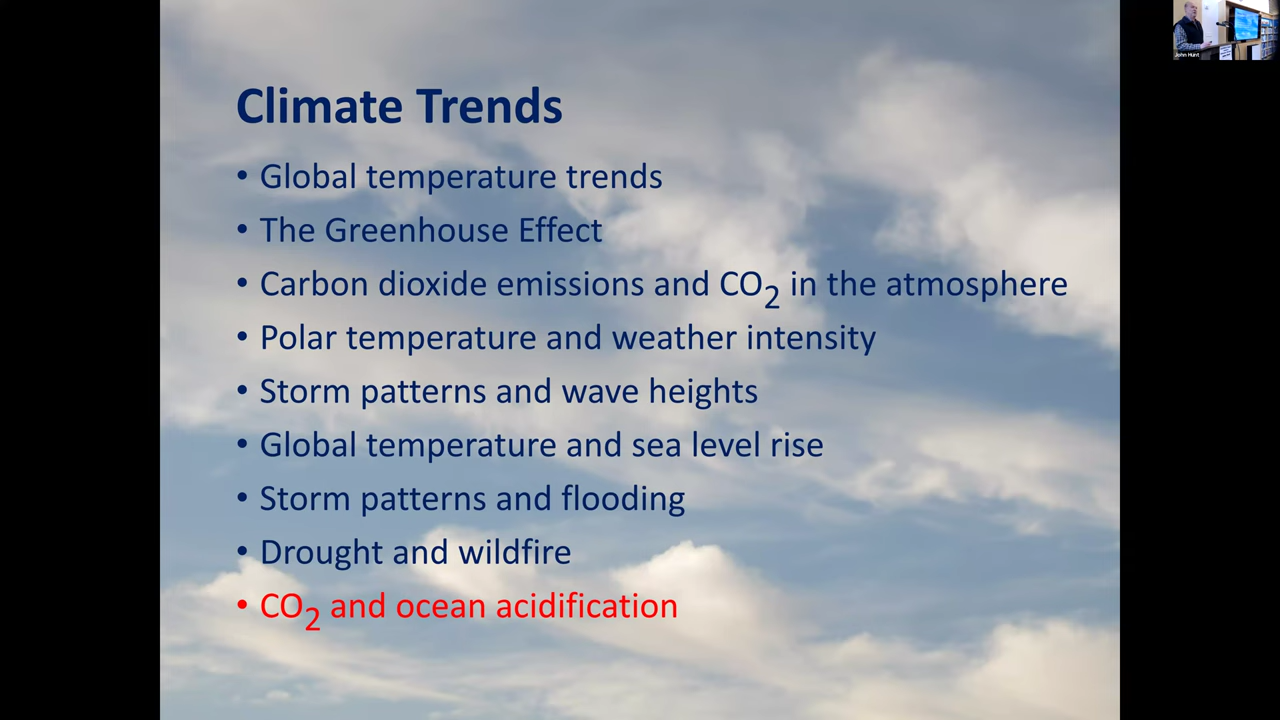 Climate Trends
• Global temperature trends
• The Greenhouse Effect
• Carbon dioxide emissions and CO2 in the atmosphere
• Polar temperature and weather intensity
• Storm patterns and wave heights
• Global temperature and sea level rise
• Storm patterns and flooding
• Drought and wildfire
• CO2 and ocean acidification
John Hunt